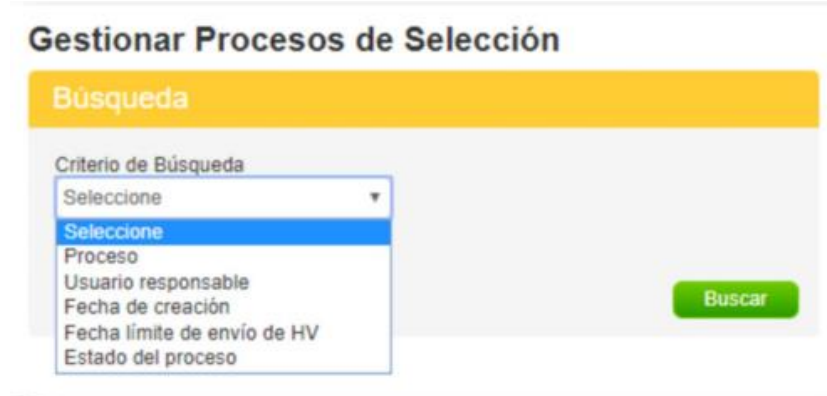 Gestionar Procesos de Selección
Búsqueda
Criterio de Búsqueda
Seleccione
Seleccione
Proceso
Usuario responsable
Fecha de creación
Fecha límite de envío de HV
Estado del proceso
Buscar